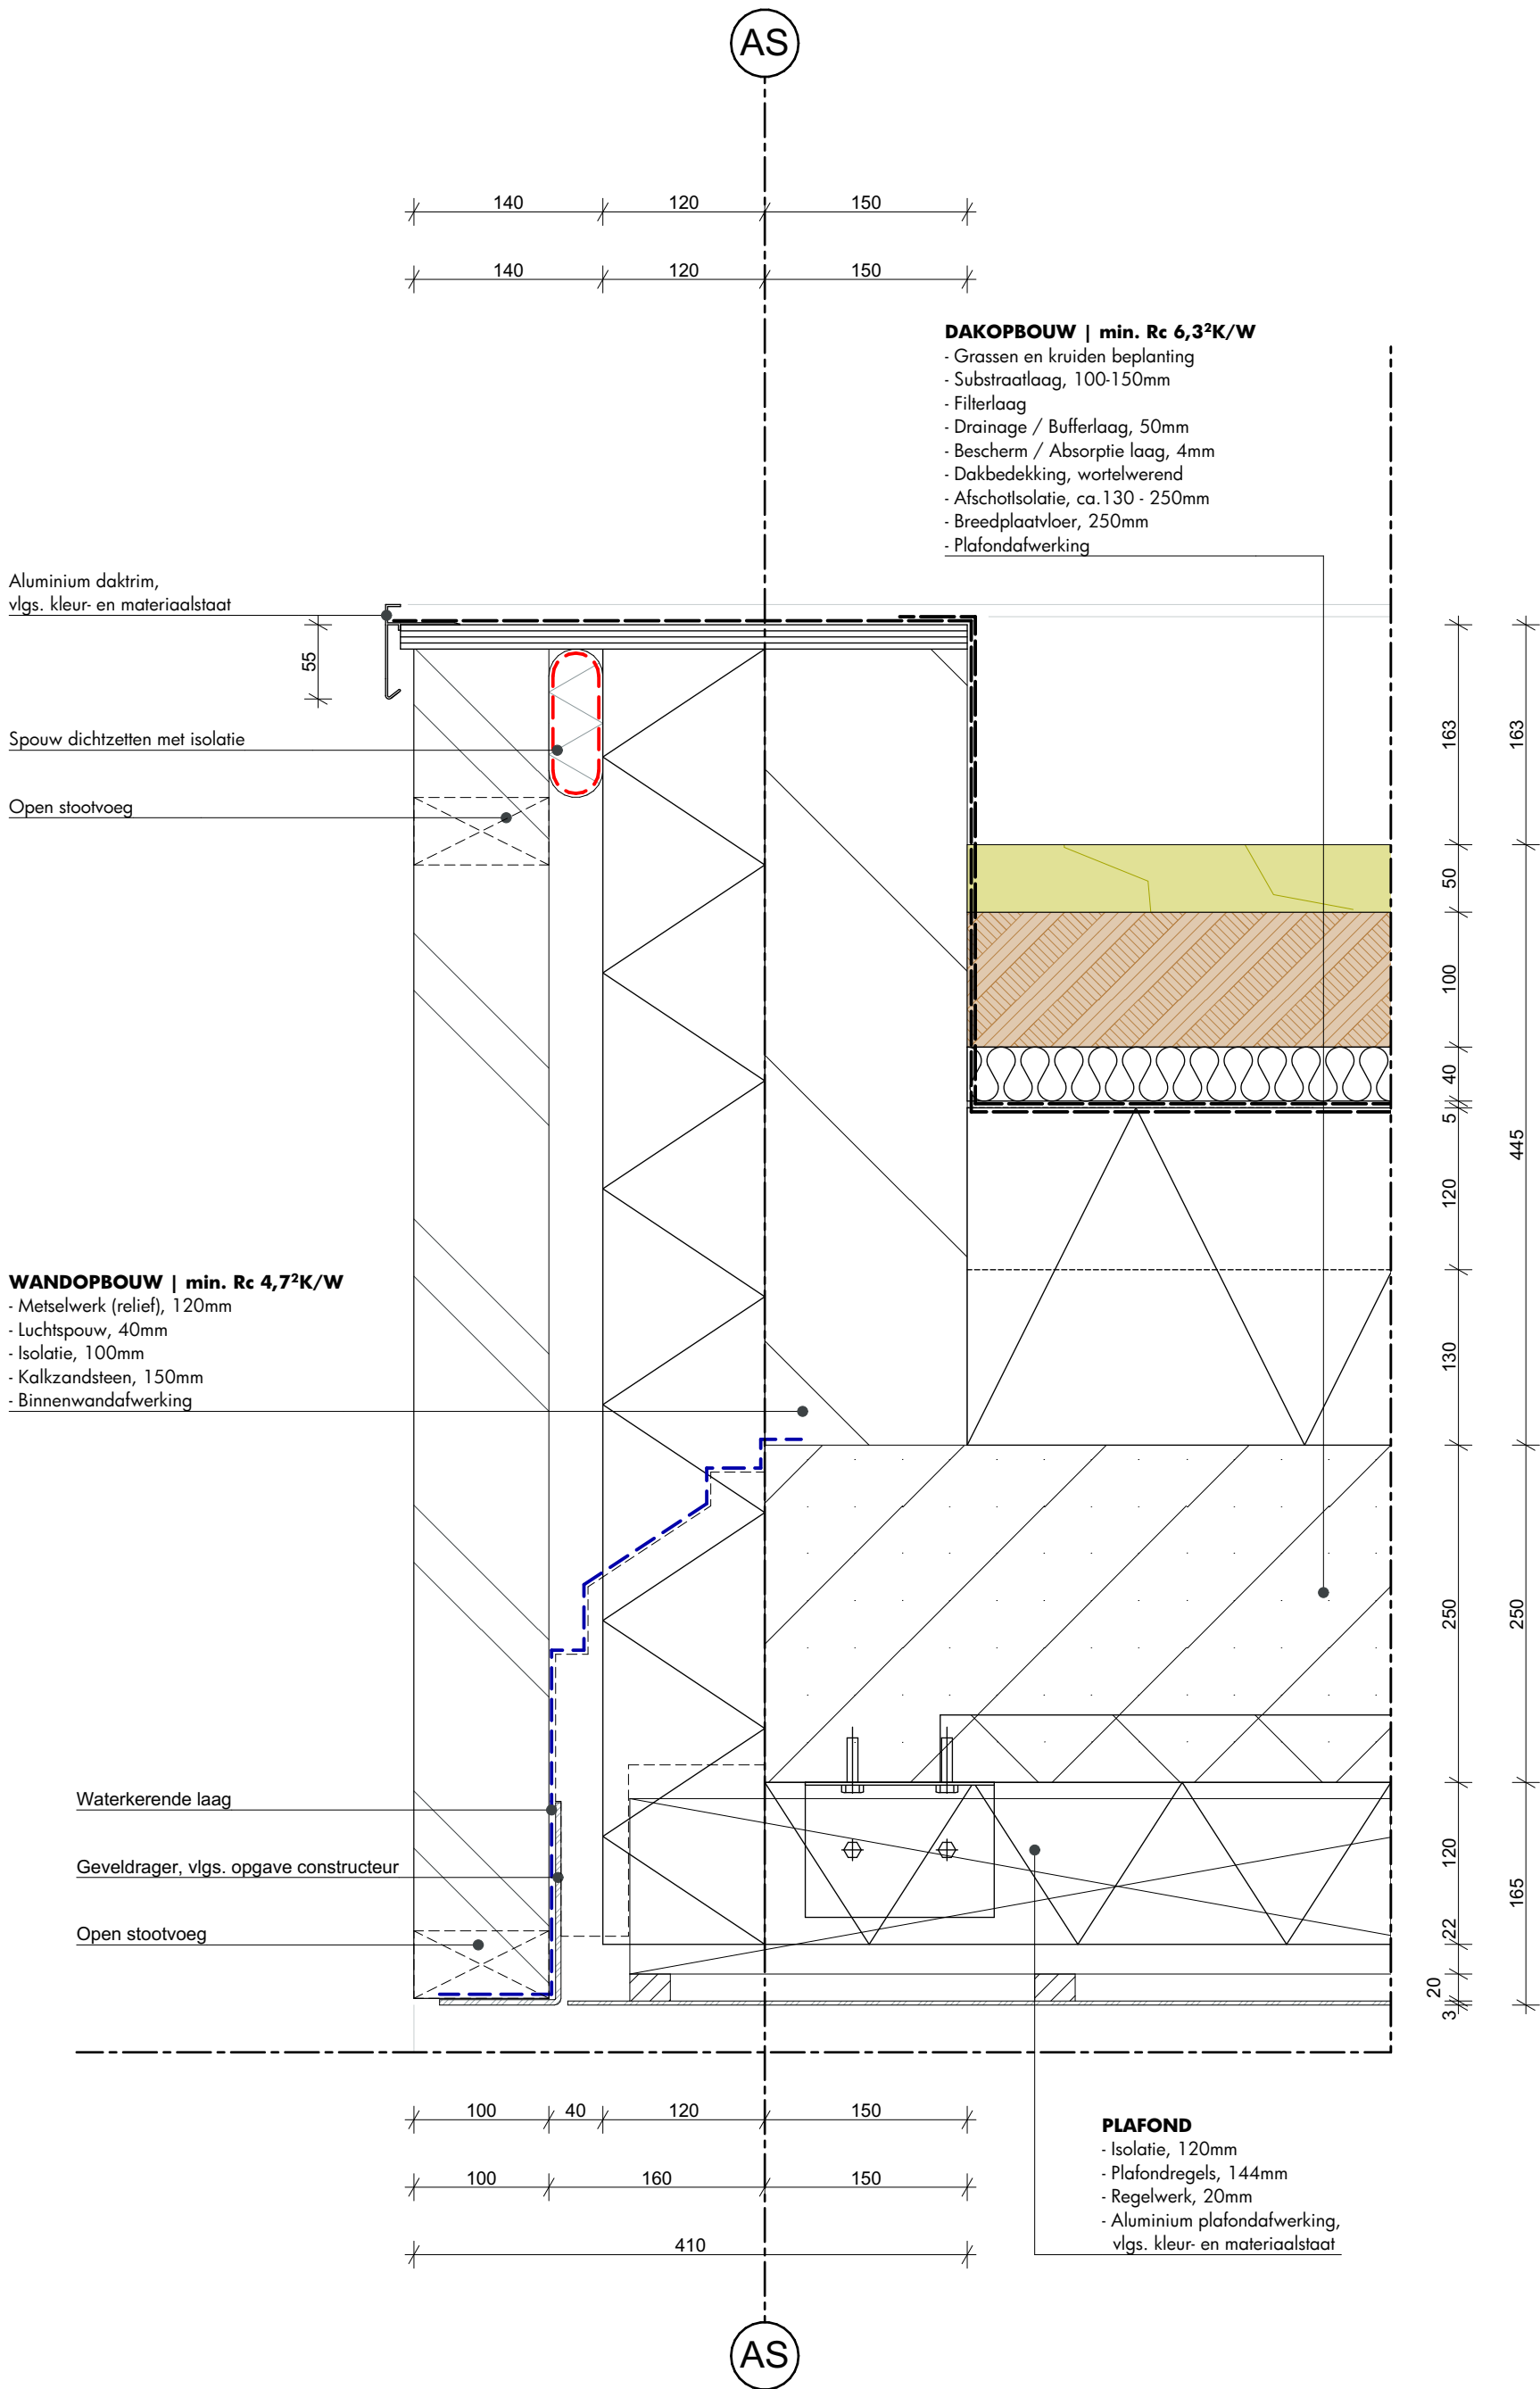 AS
140 120 150
140 120 150
DAKOPBOUW | min. Rc 6,3²K/W
- Grassen en kruiden beplanting
- Substraatlaag, 100-150mm
- Filterlaag
- Drainage / Bufferlaag, 50mm
- Bescherm / Absorptie laag, 4mm
- Dakbedekking, wortelwerend
- AfschotIsolatie, ca.130 - 250mm
- Breedplaatvloer, 250mm
- Plafondafwerking
Aluminium daktrim,
vlgs. kleur- en materiaalstaat
55
Spouw dichtzetten met isolatie
Open stootvoeg
WANDOPBOUW | min. Rc 4,7²K/W
- Metselwerk (relief), 120mm
- Luchtspouw, 40mm
- Isolatie, 100mm
- Kalkzandsteen, 150mm
- Binnenwandafwerking
Waterkerende laag
Geveldrager, vlgs. opgave constructeur
Open stootvoeg
163
50
100
40
5
120
130
250
120
22
20
3
163
445
250
165
100 40 120 150
100 160 150
410
PLAFOND
- Isolatie, 120mm
- Plafondregels, 144mm
- Regelwerk, 20mm
- Aluminium plafondafwerking,
vlgs. kleur- en materiaalstaat
AS